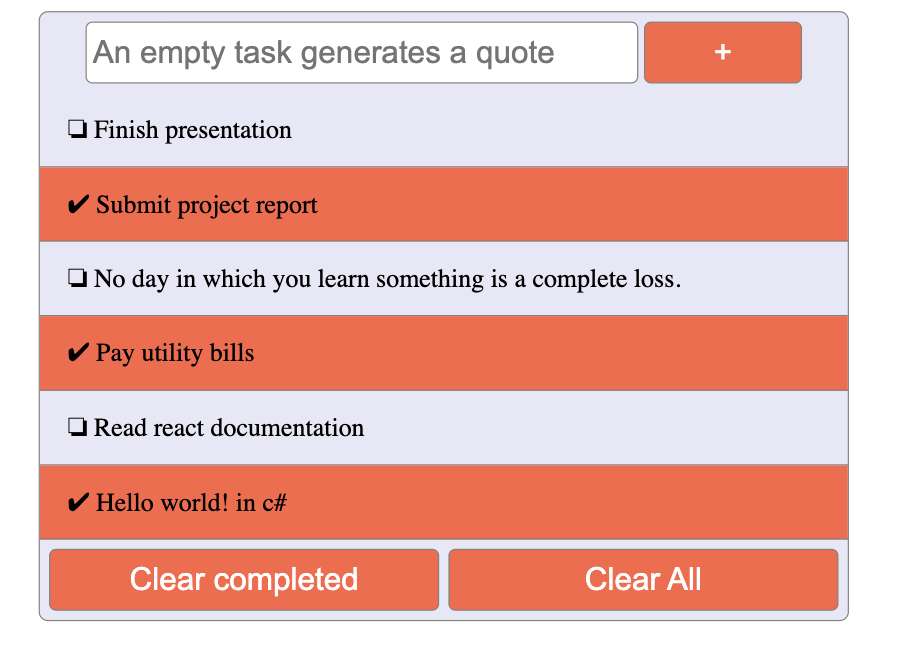 An empty task generates a quote
+
❏ Finish presentation
✔ Submit project report
❏ No day in which you learn something is a complete loss.
✔ Pay utility bills
❏ Read react documentation
✔ Hello world! in c#
Clear completed
Clear All